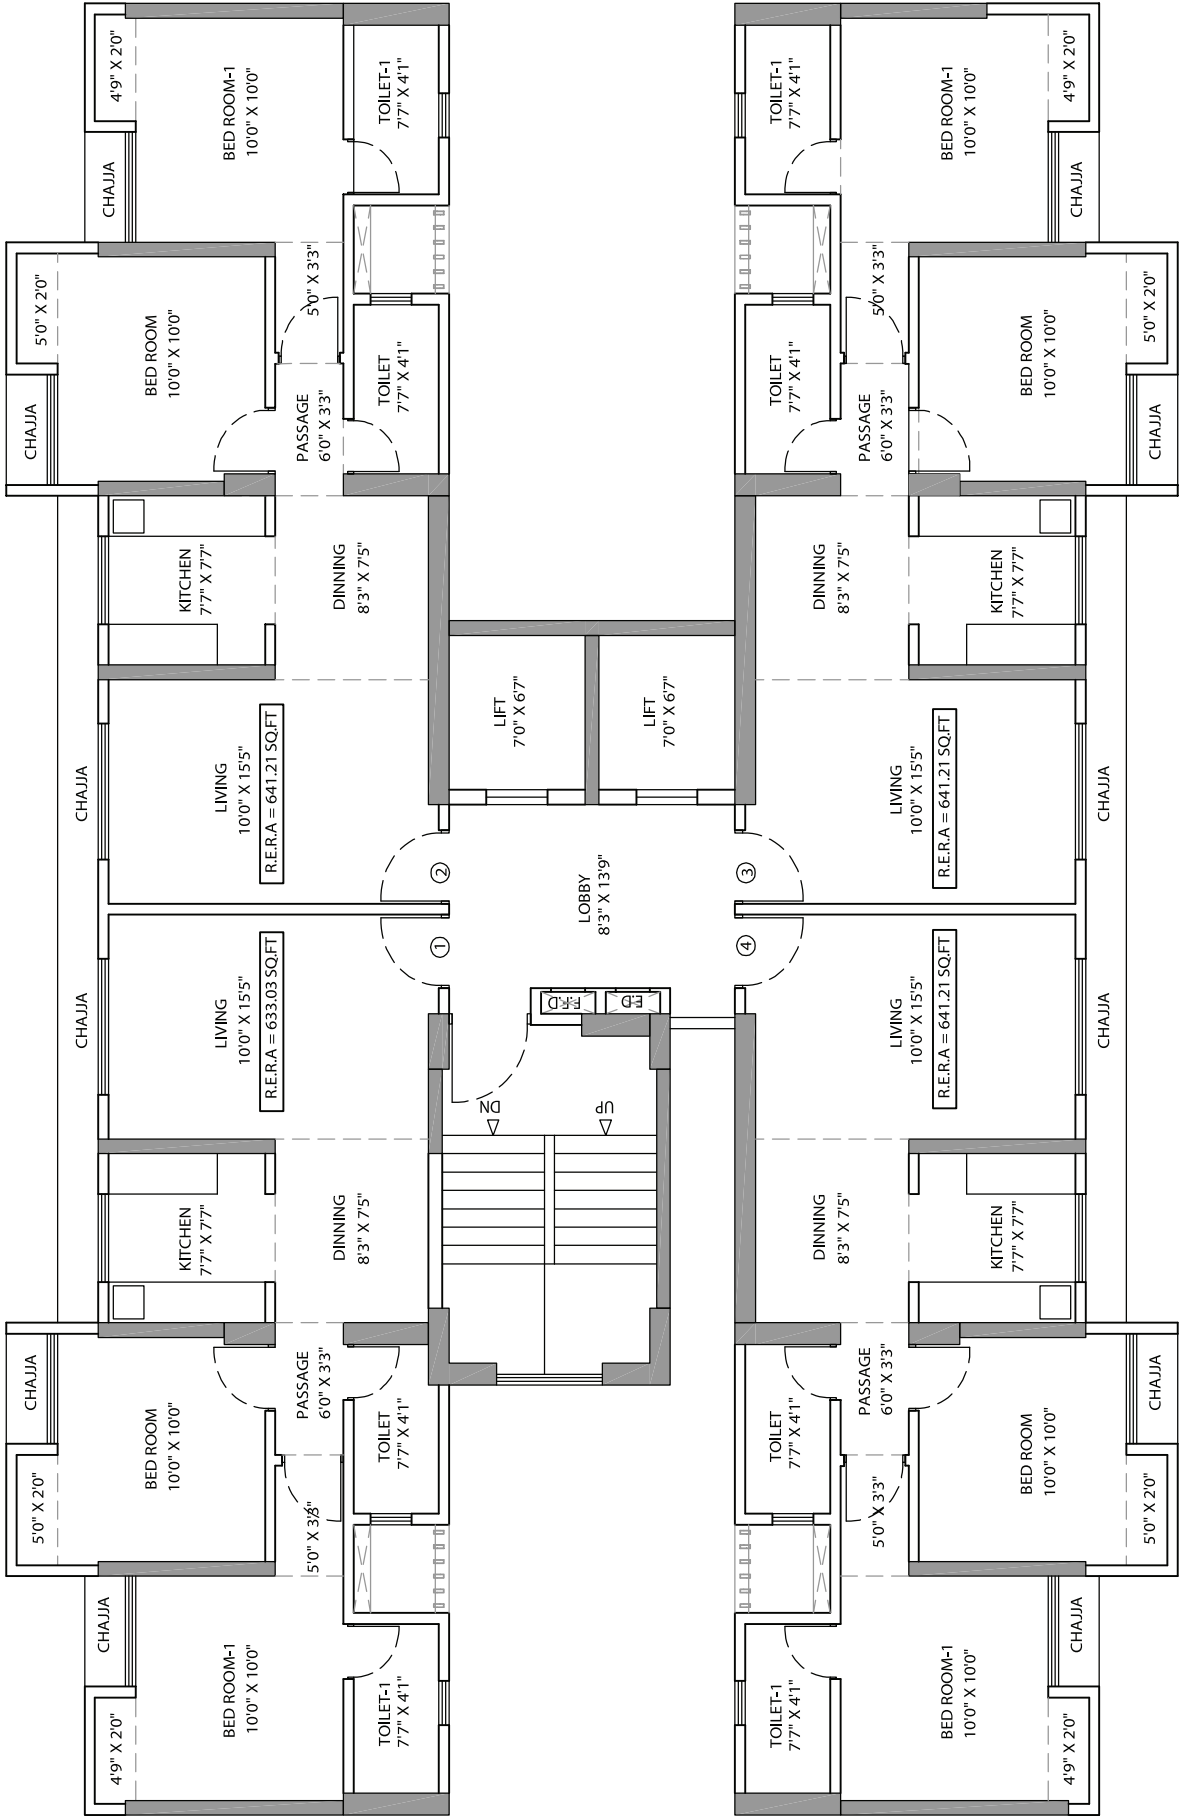 5'0" X 2'0"
CHAJJA
CHAJJA
5'0" X 2'0"
CHAJJA
CHAJJA
4'9" X 2'0"
CHAJJA
CHAJJA
4'9" X 2'0"
BED ROOM
10'0" X 10'0"
BED ROOM
10'0" X 10'0"
KITCHEN
7'7" X 7'7"
KITCHEN
7'7" X 7'7"
BED ROOM-1
10'0" X 10'0"
LIVING
10'0" X 15'5"
R.E.R.A = 633.03 SQ.FT
LIVING
10'0" X 15'5"
R.E.R.A = 641.21 SQ.FT
BED ROOM-1
10'0" X 10'0"
5'0" X 3'3"
PASSAGE
6'0" X 3'3"
DINNING
8'3" X 7'5"
DINNING
8'3" X 7'5"
PASSAGE
6'0" X 3'3"
5'0" X 3'3"
TOILET-1
7'7" X 4'1"
TOILET
7'7" X 4'1"
TOILET
7'7" X 4'1"
TOILET-1
7'7" X 4'1"
1
2
DN
UP
F.F.D
E.D
LOBBY
8'3" X 13'9"
LIFT
7'0" X 6'7"
LIFT
7'0" X 6'7"
4
3
TOILET-1
7'7" X 4'1"
TOILET
7'7" X 4'1"
TOILET
7'7" X 4'1"
TOILET-1
7'7" X 4'1"
5'0" X 3'3"
PASSAGE
6'0" X 3'3"
DINNING
8'3" X 7'5"
DINNING
8'3" X 7'5"
PASSAGE
6'0" X 3'3"
5'0" X 3'3"
BED ROOM-1
10'0" X 10'0"
LIVING
10'0" X 15'5"
R.E.R.A = 641.21 SQ.FT
LIVING
10'0" X 15'5"
R.E.R.A = 641.21 SQ.FT
BED ROOM-1
10'0" X 10'0"
KITCHEN
7'7" X 7'7"
KITCHEN
7'7" X 7'7"
BED ROOM
10'0" X 10'0"
BED ROOM
10'0" X 10'0"
4'9" X 2'0"
CHAJJA
CHAJJA
4'9" X 2'0"
CHAJJA
CHAJJA
5'0" X 2'0"
CHAJJA
CHAJJA
5'0" X 2'0"